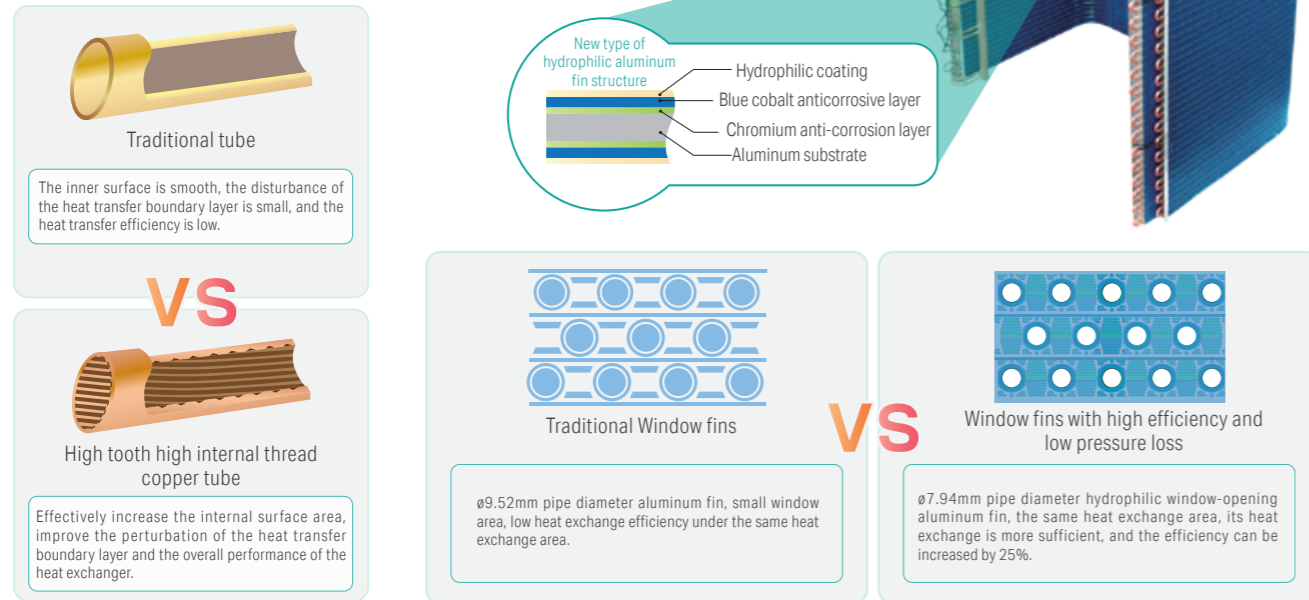 Traditional tube
The inner surface is smooth, the disturbance of
the heat transfer boundary layer is small, and the
heat transfer efficiency is low.
VS
High tooth high internal thread
copper tube
Effectively increase the internal surface area,
improve the perturbation of the heat transfer
boundary layer and the overall performance of the
heat exchanger.
New type of
hydrophilic aluminum
fin structure
Hydrophilic coating
Blue cobalt anticorrosive layer
Chromium anti-corrosion layer
Aluminum substrate
Traditional Window fins
ø9.52mm pipe diameter aluminum fin, small window
area, low heat exchange efficiency under the same heat
exchange area.
VS
Window fins with high efficiency and
low pressure loss
ø7.94mm pipe diameter hydrophilic window-opening
aluminum fin, the same heat exchange area, its heat
exchange is more sufficient, and the efficiency can be
increased by 25%.